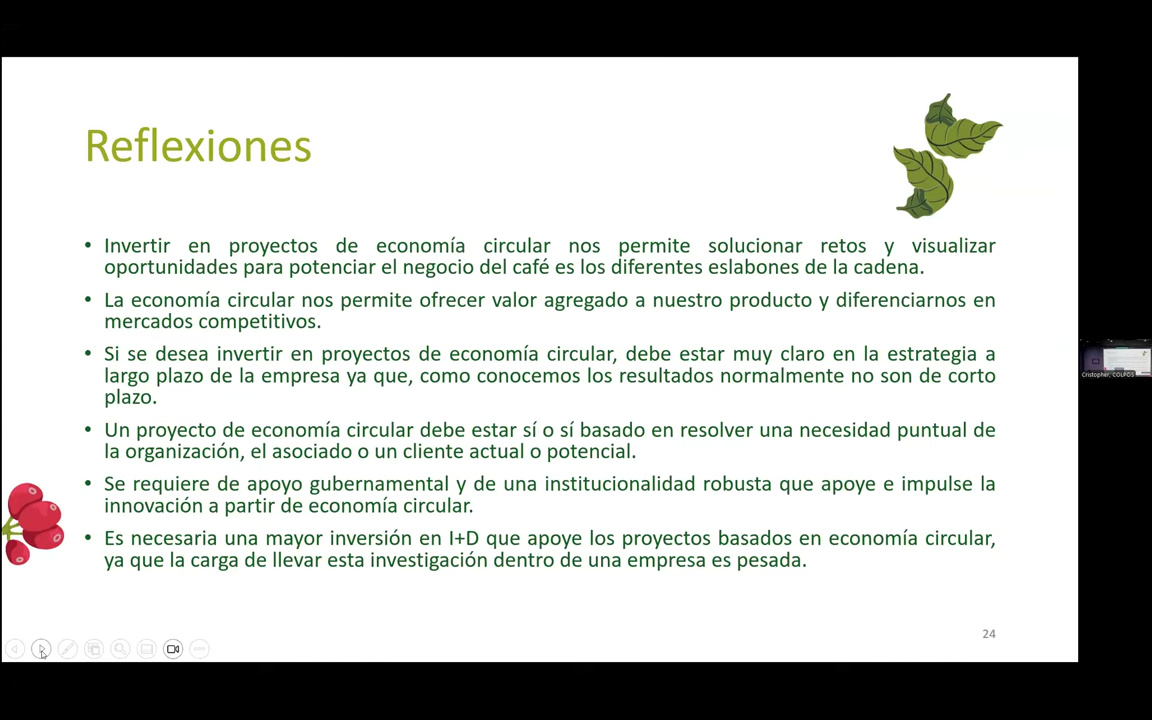 Reflexiones
• Invertir en proyectos de economía circular nos permite solucionar retos y visualizar
oportunidades para potenciar el negocio del café es los diferentes eslabones de la cadena.
• La economía circular nos permite ofrecer valor agregado a nuestro producto y diferenciarnos en
mercados competitivos.
• Si se desea invertir en proyectos de economía circular, debe estar muy claro en la estrategia a
largo plazo de la empresa ya que, como conocemos los resultados normalmente no son de corto
plazo.
• Un proyecto de economía circular debe estar sí o sí basado en resolver una necesidad puntual de
la organización, el asociado o un cliente actual o potencial.
• Se requiere de apoyo gubernamental y de una institucionalidad robusta que apoye e impulse la
innovación a partir de economía circular.
• Es necesaria una mayor inversión en I+D que apoye los proyectos basados en economía circular,
ya que la carga de llevar esta investigación dentro de una empresa es pesada.
24
Cristopher, COLPOS